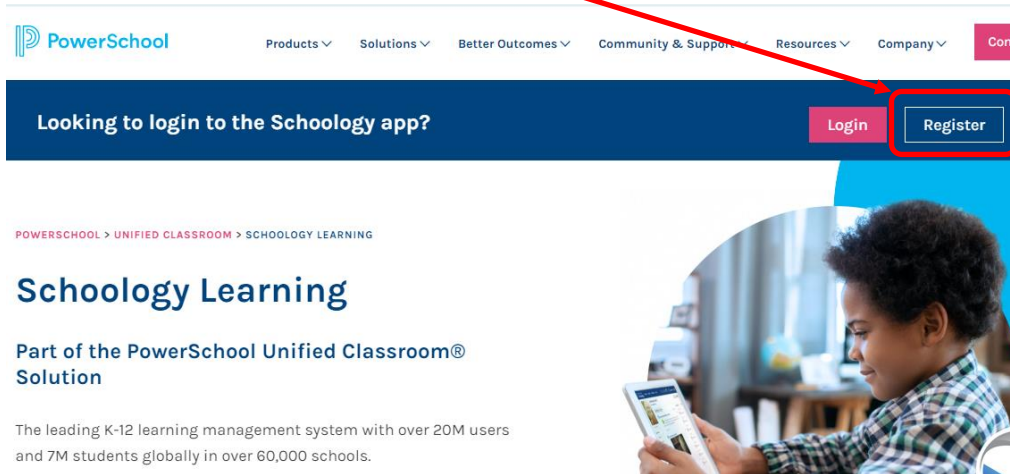 PowerSchool
Products Solutions Better Outcomes Community & Support Resources Company
Looking to login to the Schoology app?
Login Register
POWERSCHOOL > UNIFIED CLASSROOM > SCHOOLOGY LEARNING
Schoology Learning
Part of the PowerSchool Unified Classroom®
Solution
The leading K-12 learning management system with over 20M users
and 7M students globally in over 60,000 schools.